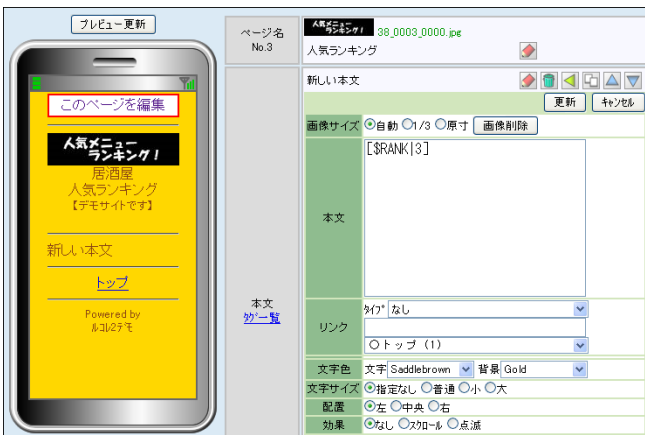 プレビュー更新
このページを編集
人気メニュー
ランキング!
居酒屋
人気ランキング
【デモサイトです】
新しい本文
トップ
Powered by
ルコレ2デモ
ページ名
No.3
人気メニュー
ランキング! 38_0003_0000.jpg
人気ランキング
本文
タグ一覧
新しい本文
更新 キャンセル
画像サイズ 自動 1/3 原寸 画像削除
本文
[$RANK|3]
リンク
タイプ なし
○トップ (1)
文字色 文字 Saddlebrown 背景 Gold
文字サイズ 指定なし 普通 小 大
配置 左 中央 右
効果 なし スクロール 点滅